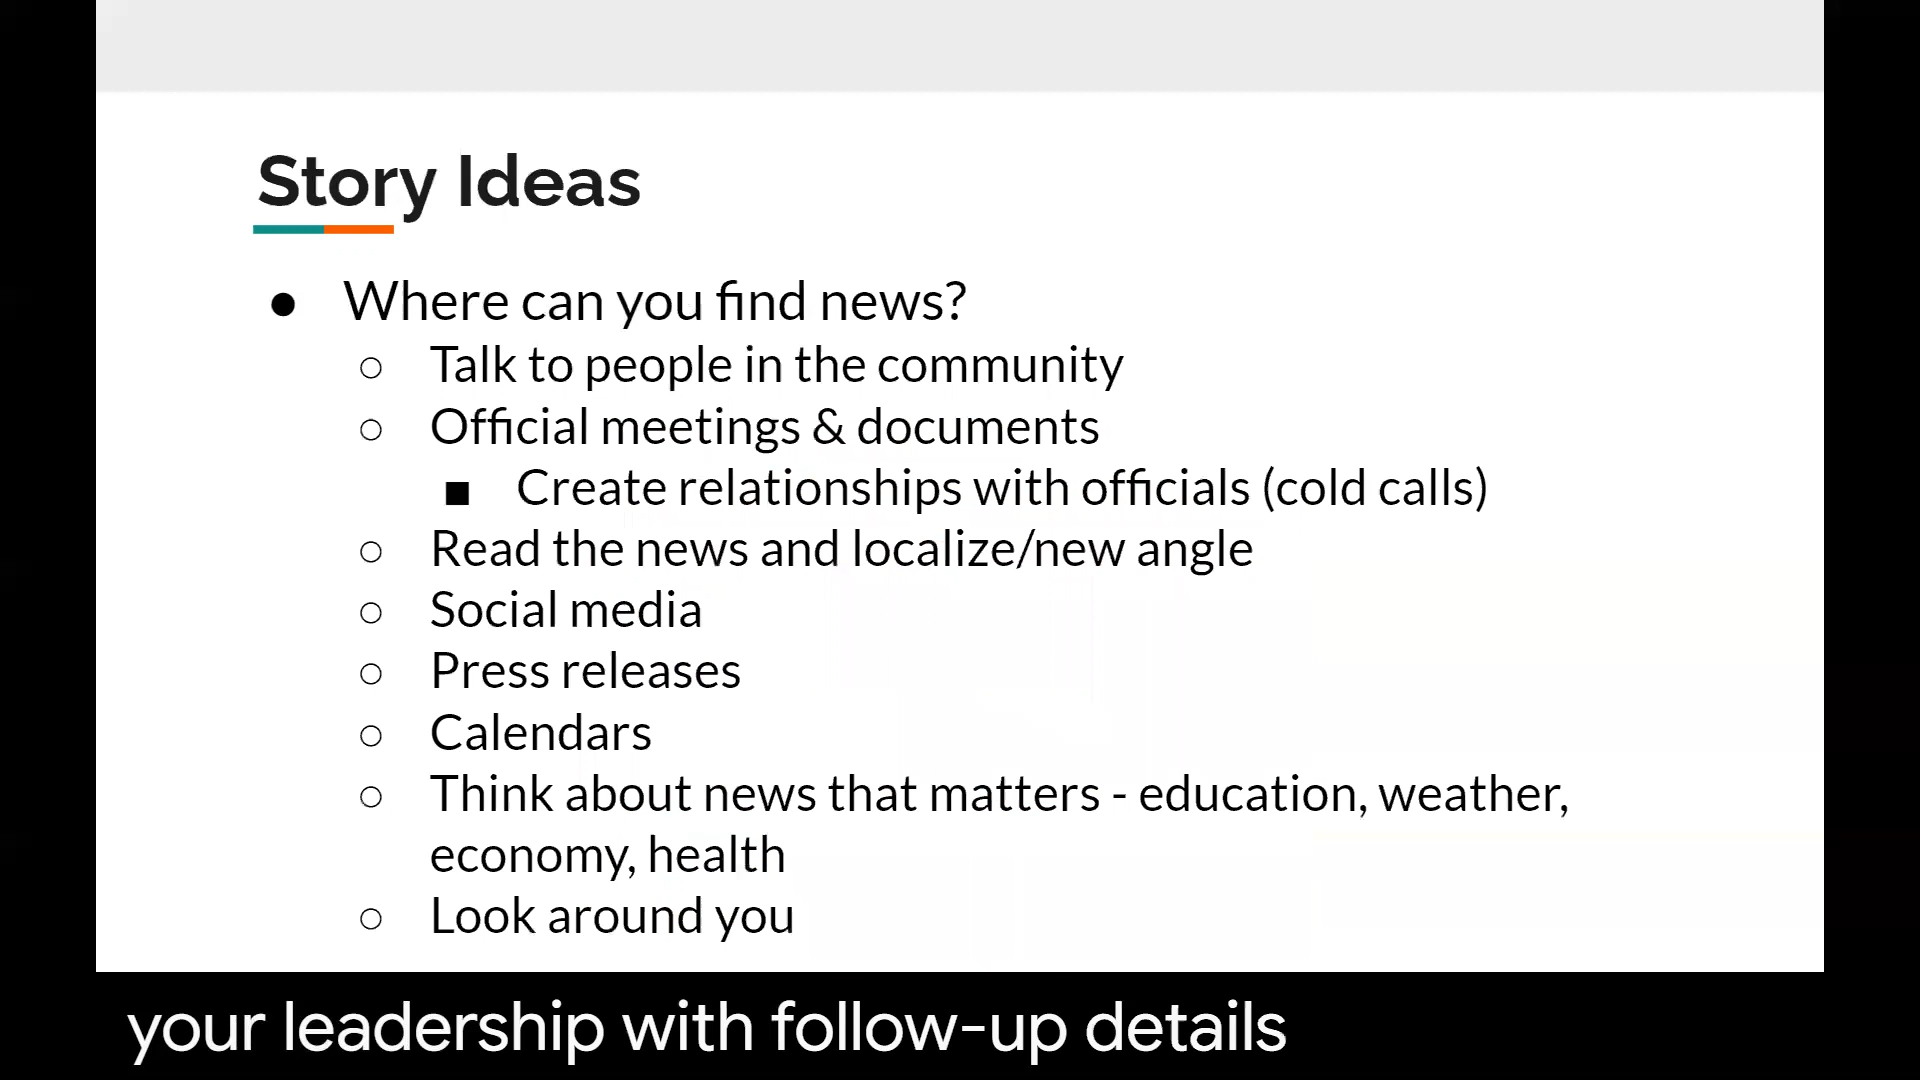 Story Ideas
● Where can you find news?
○ Talk to people in the community
○ Official meetings & documents
■ Create relationships with officials (cold calls)
○ Read the news and localize/new angle
○ Social media
○ Press releases
○ Calendars
○ Think about news that matters - education, weather,
economy, health
○ Look around you
your leadership with follow-up details